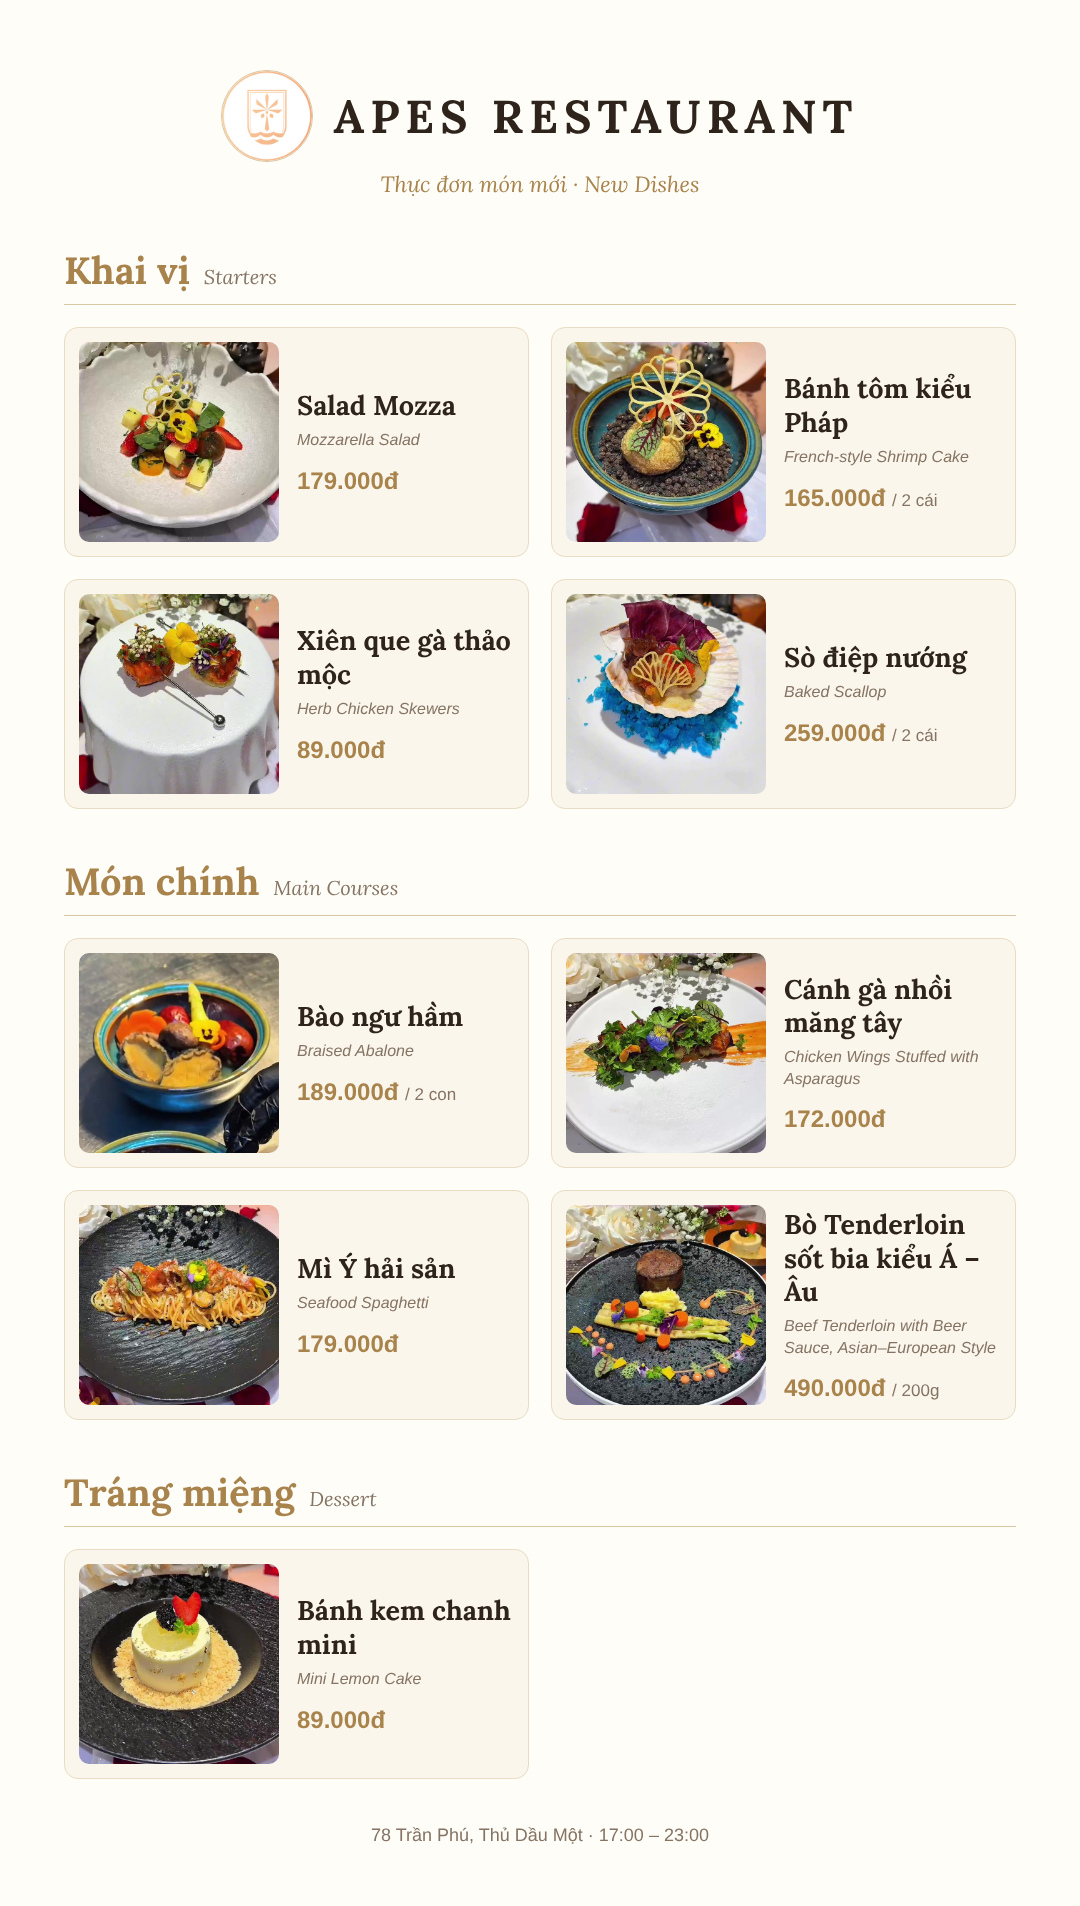 APES RESTAURANT
Thực đơn món mới · New Dishes
Khai vị Starters
Salad Mozza
Mozzarella Salad
179.000đ
Bánh tôm kiểu
Pháp
French-style Shrimp Cake
165.000đ / 2 cái
Xiên que gà thảo
mộc
Herb Chicken Skewers
89.000đ
Sò điệp nướng
Baked Scallop
259.000đ / 2 cái
Món chính Main Courses
Bào ngư hầm
Braised Abalone
189.000đ / 2 con
Cánh gà nhồi
măng tây
Chicken Wings Stuffed with
Asparagus
172.000đ
Mì Ý hải sản
Seafood Spaghetti
179.000đ
Bò Tenderloin
sốt bia kiểu Á –
Âu
Beef Tenderloin with Beer
Sauce, Asian–European Style
490.000đ / 200g
Tráng miệng Dessert
Bánh kem chanh
mini
Mini Lemon Cake
89.000đ
78 Trần Phú, Thủ Dầu Một · 17:00 – 23:00